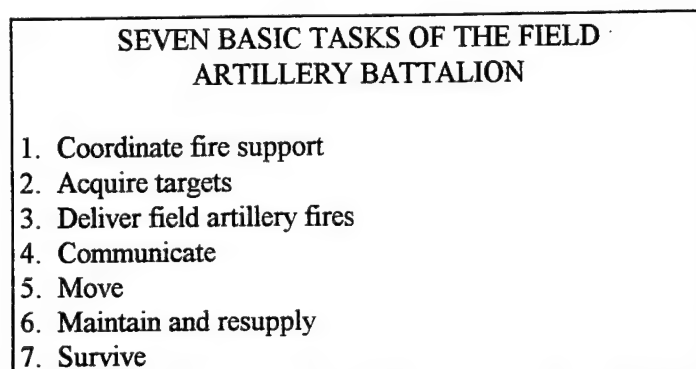 SEVEN BASIC TASKS OF THE FIELD
ARTILLERY BATTALION
1. Coordinate fire support
2. Acquire targets
3. Deliver field artillery fires
4. Communicate
5. Move
6. Maintain and resupply
7. Survive